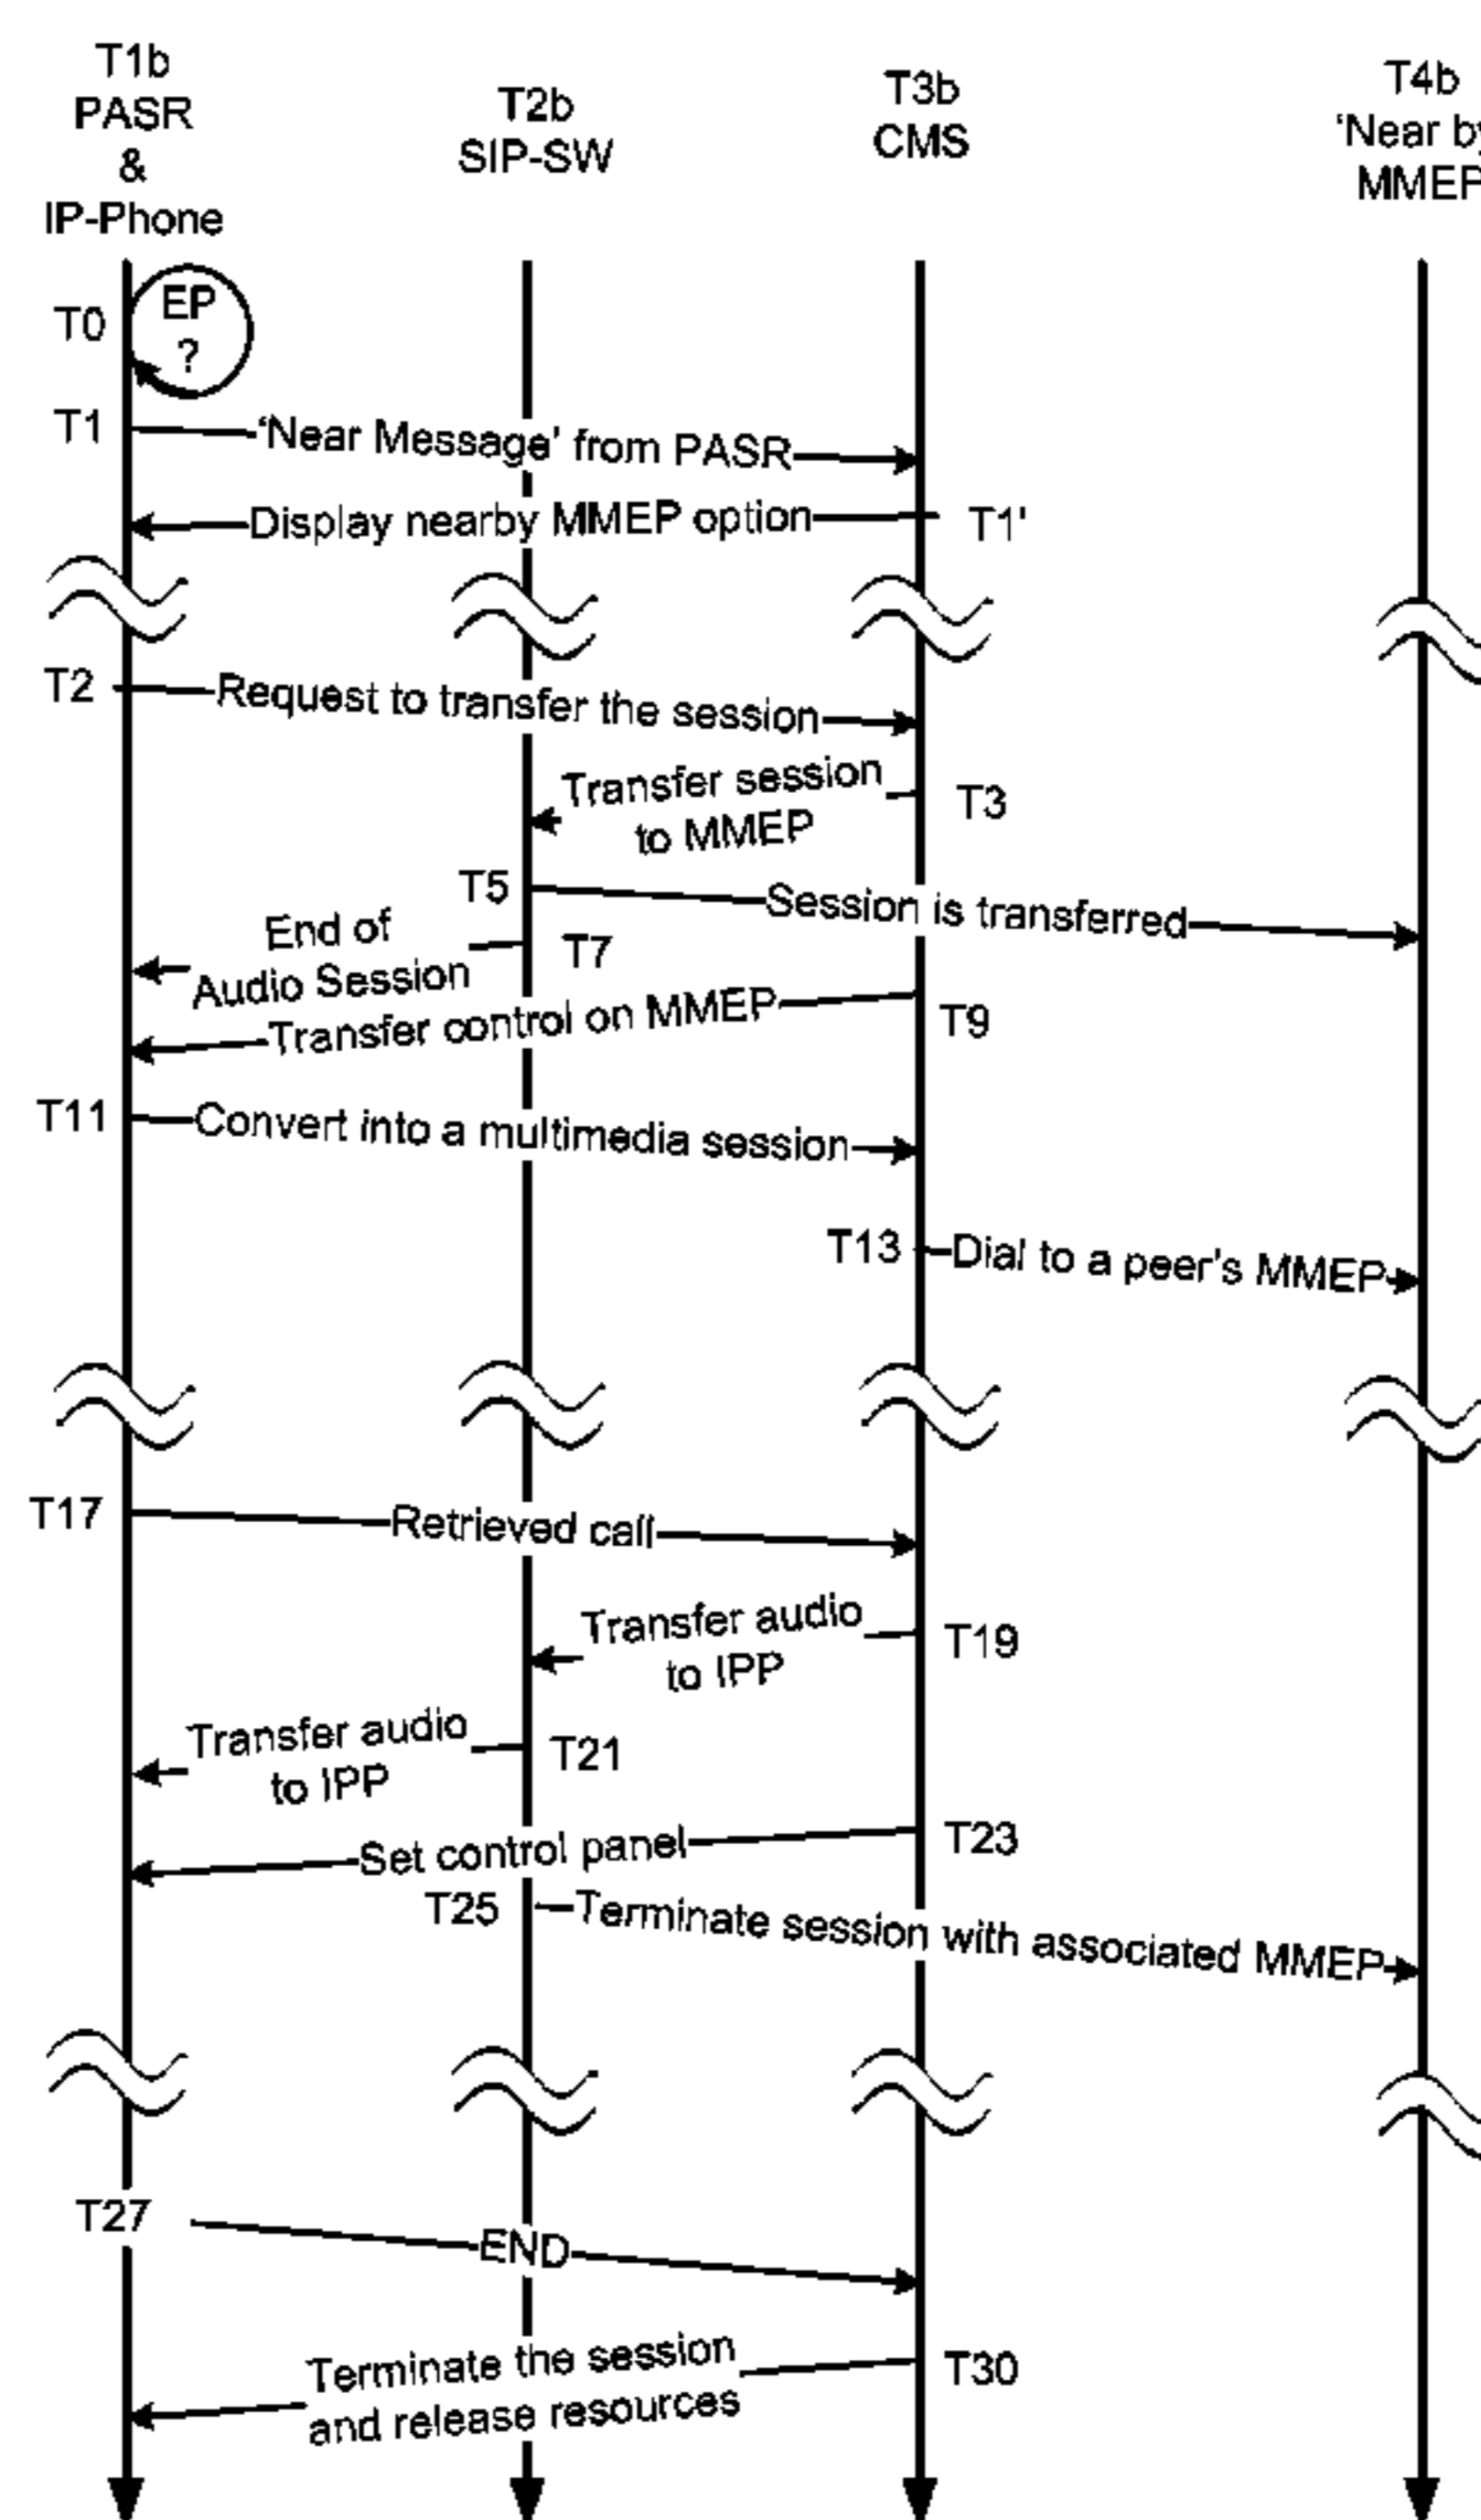 T1b
PASR
&
IP-Phone
T2b
SIP-SW
T3b
CMS
T4b
'Near by
MMEP
T0
EP
?
T1
'Near Message' from PASR
Display nearby MMEP option
T1'
T2
Request to transfer the session
Transfer session
to MMEP
T3
T5
Session is transferred
End of
Audio Session
T7
Transfer control on MMEP
T9
T11
Convert into a multimedia session
T13
Dial to a peer's MMEP
T17
Retrieved call
Transfer audio
to IPP
T19
Transfer audio
to IPP
T21
Set control panel
T23
T25
Terminate session with associated MMEP
T27
END
Terminate the session
and release resources
T30